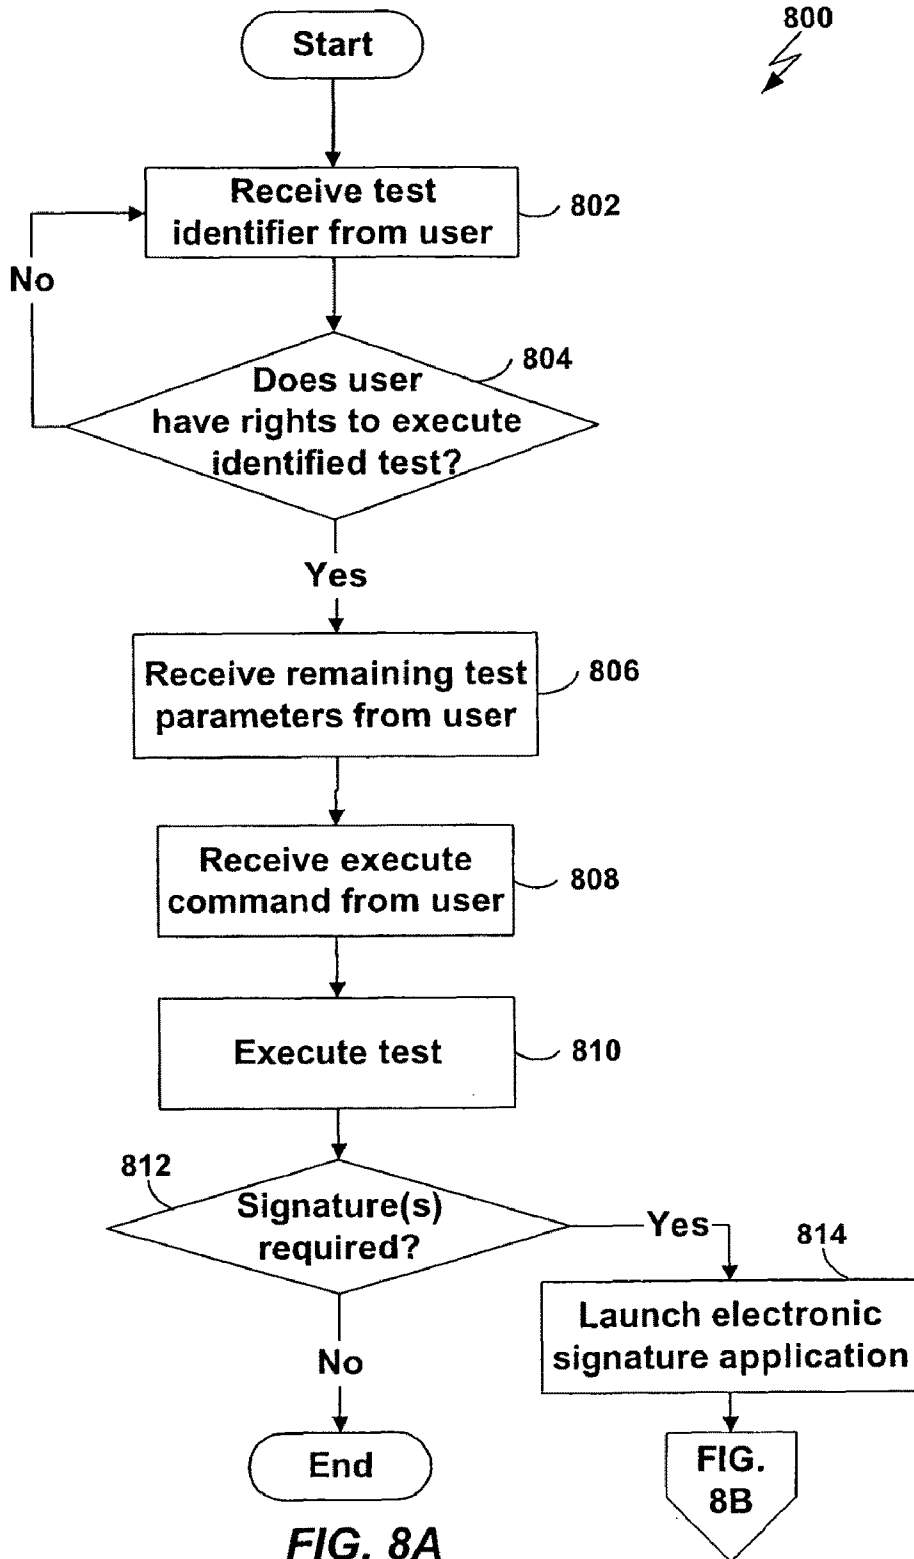 800
Start
Receive test
identifier from user
802
No
804
Does user
have rights to execute
identified test?
Yes
Receive remaining test
parameters from user
806
Receive execute
command from user
808
Execute test
810
812
Signature(s)
required?
Yes
814
Launch electronic
signature application
No
End
FIG.
8B
FIG. 8A